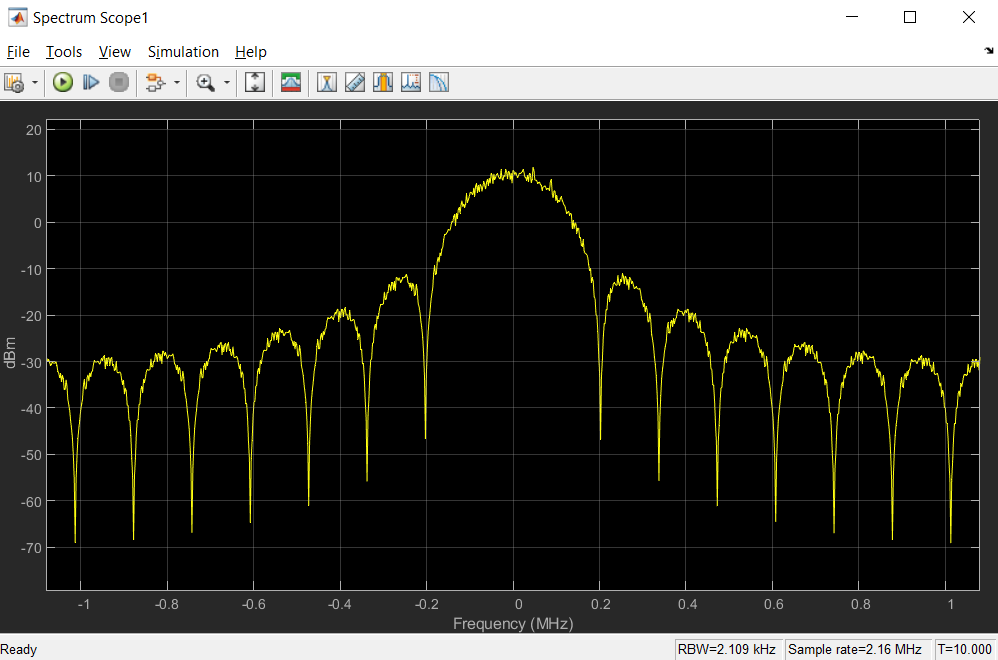 Spectrum Scope1
File Tools View Simulation Help
20
10
0
-10
-20
-30
-40
-50
-60
-70
dBm
-1 -0.8 -0.6 -0.4 -0.2 0 0.2 0.4 0.6 0.8 1
Frequency (MHz)
Ready RBW=2.109 kHz Sample rate=2.16 MHz T=10.000